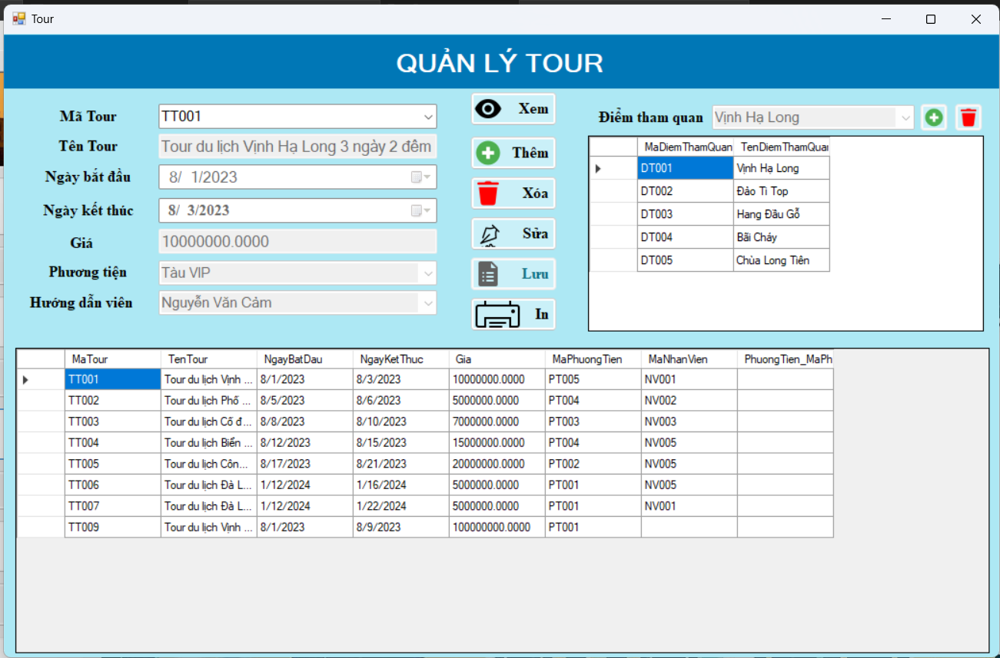 Tour
QUẢN LÝ TOUR
Mã Tour TT001
Tên Tour Tour du lịch Vịnh Hạ Long 3 ngày 2 đêm
Ngày bắt đầu 8/ 1/2023
Ngày kết thúc 8/ 3/2023
Giá 10000000.0000
Phương tiện Tàu VIP
Hướng dẫn viên Nguyễn Văn Cảm
Xem
Thêm
Xóa
Sửa
Lưu
In
Điểm tham quan Vịnh Hạ Long
MaDiemThamQuan TenDiemThamQuan
DT001 Vịnh Hạ Long
DT002 Đảo Ti Top
DT003 Hang Đầu Gỗ
DT004 Bãi Cháy
DT005 Chùa Long Tiên
MaTour TenTour NgayBatDau NgayKetThuc Gia MaPhuongTien MaNhanVien PhuongTien_MaPh
TT001 Tour du lịch Vịnh ... 8/1/2023 8/3/2023 10000000.0000 PT005 NV001
TT002 Tour du lịch Phố ... 8/5/2023 8/6/2023 5000000.0000 PT004 NV002
TT003 Tour du lịch Cố đ... 8/8/2023 8/10/2023 7000000.0000 PT003 NV003
TT004 Tour du lịch Biển ... 8/12/2023 8/15/2023 15000000.0000 PT004 NV005
TT005 Tour du lịch Côn... 8/17/2023 8/21/2023 20000000.0000 PT002 NV005
TT006 Tour du lịch Đà L... 1/12/2024 1/16/2024 5000000.0000 PT001 NV005
TT007 Tour du lịch Đà L... 1/12/2024 1/22/2024 5000000.0000 PT001 NV001
TT009 Tour du lịch Vịnh ... 8/1/2023 8/9/2023 100000000.0000 PT001